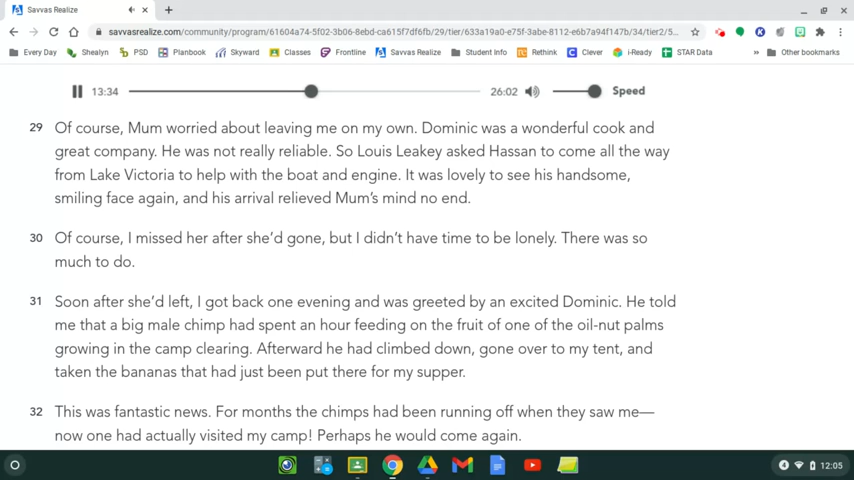 Savvas Realize
savvasrealize.com/community/program/61604a74-5f02-3b06-8ebd-ca615f7df6fb/29/tier/633a19a0-e75f-3abe-8112-e6b7a94f147b/34/tier2/5...
Every Day Shealyn PSD Planbook Skyward Classes Frontline Savvas Realize Student Info Rethink Clever i-Ready STAR Data » Other bookmarks
13:34 26:02 Speed
29 Of course, Mum worried about leaving me on my own. Dominic was a wonderful cook and
great company. He was not really reliable. So Louis Leakey asked Hassan to come all the way
from Lake Victoria to help with the boat and engine. It was lovely to see his handsome,
smiling face again, and his arrival relieved Mum's mind no end.
30 Of course, I missed her after she'd gone, but I didn't have time to be lonely. There was so
much to do.
31 Soon after she'd left, I got back one evening and was greeted by an excited Dominic. He told
me that a big male chimp had spent an hour feeding on the fruit of one of the oil-nut palms
growing in the camp clearing. Afterward he had climbed down, gone over to my tent, and
taken the bananas that had just been put there for my supper.
32 This was fantastic news. For months the chimps had been running off when they saw me—
now one had actually visited my camp! Perhaps he would come again.
4 12:05